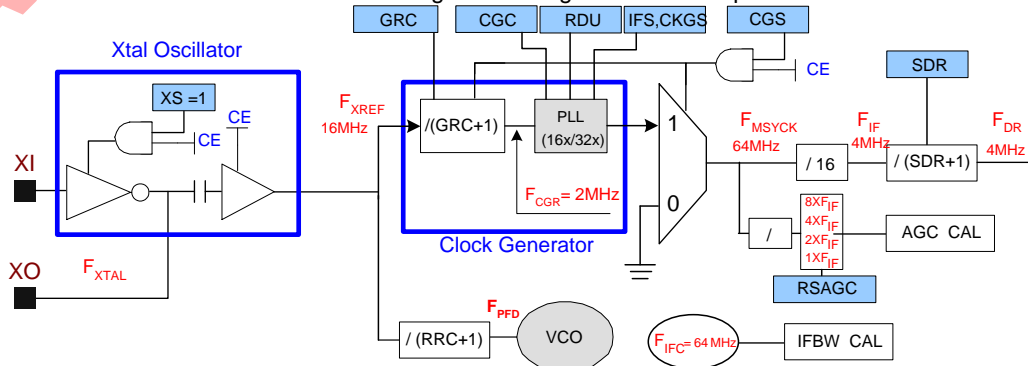 GRC
CGC
RDU
IFS,CKGS
CGS
Xtal Oscillator
CE
SDR
XS =1
CE
CE
FXREF
16MHz
/(GRC+1)
PLL
(16x/32x)
1
FMSYCK
64MHz
FIF
4MHz
FDR
4MHz
XI
/ 16
/ (SDR+1)
FCGR= 2MHz
0
8XFIF
4XFIF
2XFIF
1XFIF
/
AGC CAL
Clock Generator
XO
FXTAL
RSAGC
FPFD
/ (RRC+1)
VCO
FIFC= 64 MHz
IFBW CAL